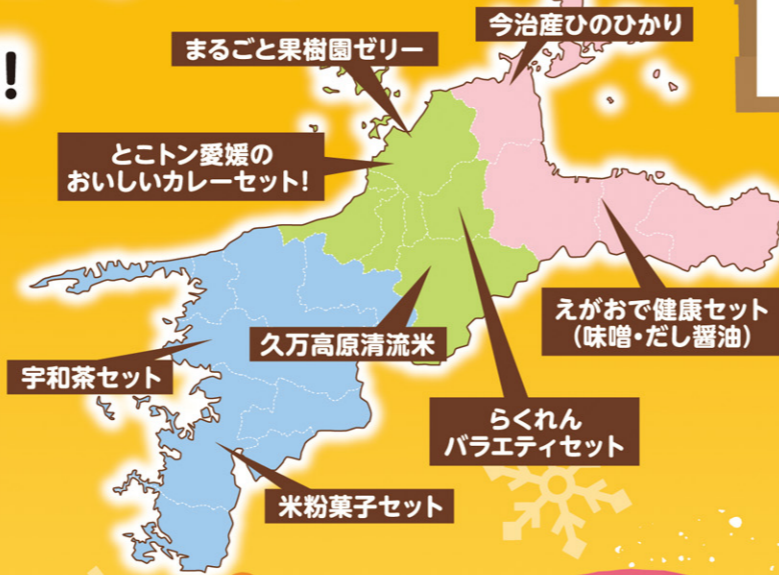 !
今治産ひのひかり
まるごと果樹園ゼリー
とこトン愛媛の
おいしいカレーセット!
えがおで健康セット
(味噌・だし醤油)
久万高原清流米
宇和茶セット
らくれん
バラエティセット
米粉菓子セット